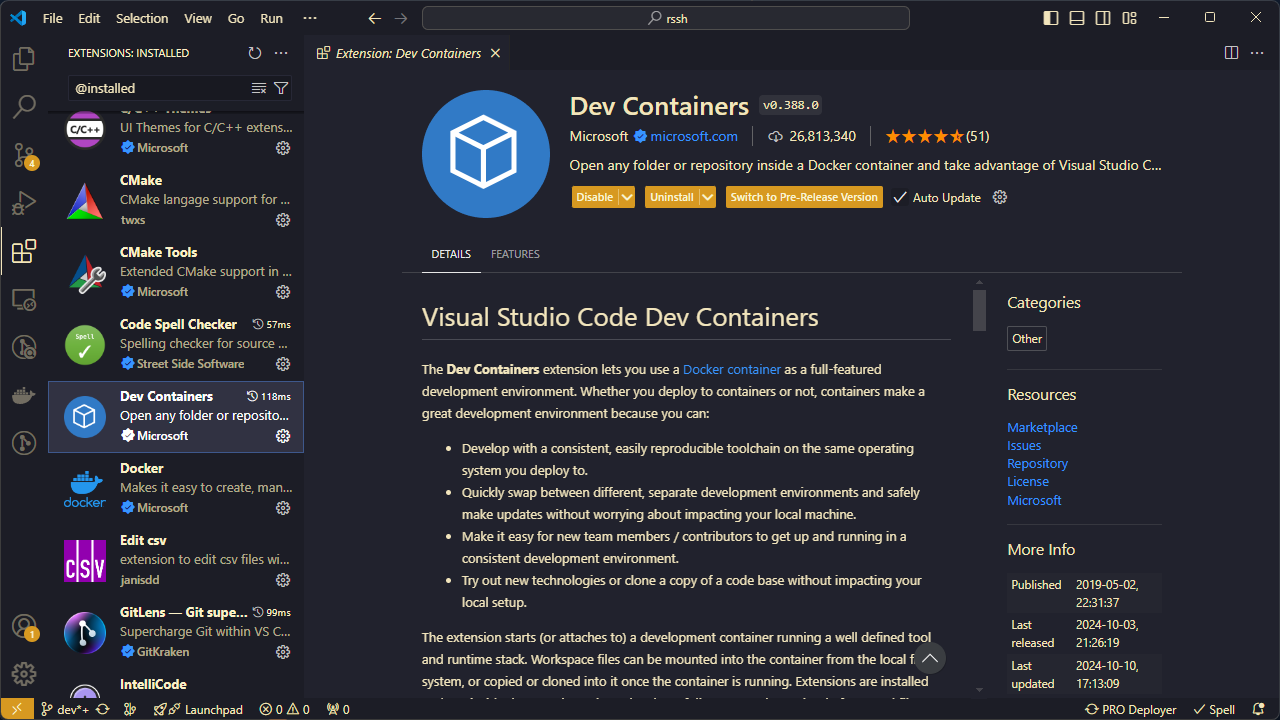 File Edit Selection View Go Run ···
rssh
EXTENSIONS: INSTALLED
Extension: Dev Containers
@installed
C/C++ Themes
C/C++
UI Themes for C/C++ extens...
Microsoft
CMake
CMake langage support for ...
twxs
CMake Tools
Extended CMake support in ...
Microsoft
Code Spell Checker 57ms
Spell
Spelling checker for source ...
Street Side Software
Dev Containers 118ms
Open any folder or reposito...
Microsoft
Docker
docker
Makes it easy to create, man...
Microsoft
Edit csv
CSV
extension to edit csv files wi...
janisdd
GitLens — Git supe... 99ms
Supercharge Git within VS C...
GitKraken
IntelliCode
4
1
Dev Containers v0.388.0
Microsoft microsoft.com 26,813,340 (51)
Open any folder or repository inside a Docker container and take advantage of Visual Studio C...
Disable Uninstall Switch to Pre-Release Version Auto Update
DETAILS FEATURES
Visual Studio Code Dev Containers
The Dev Containers extension lets you use a Docker container as a full-featured
development environment. Whether you deploy to containers or not, containers make a
great development environment because you can:
• Develop with a consistent, easily reproducible toolchain on the same operating
system you deploy to.
• Quickly swap between different, separate development environments and safely
make updates without worrying about impacting your local machine.
• Make it easy for new team members / contributors to get up and running in a
consistent development environment.
• Try out new technologies or clone a copy of a code base without impacting your
local setup.
The extension starts (or attaches to) a development container running a well defined tool
and runtime stack. Workspace files can be mounted into the container from the local
system, or copied or cloned into it once the container is running. Extensions are installed
Categories
Other
Resources
Marketplace
Issues
Repository
License
Microsoft
More Info
Published 2019-05-02,
22:31:37
Last 2024-10-03,
released 21:26:19
Last 2024-10-10,
updated 17:13:09
dev*+ Launchpad 0 0 0 PRO Deployer Spell